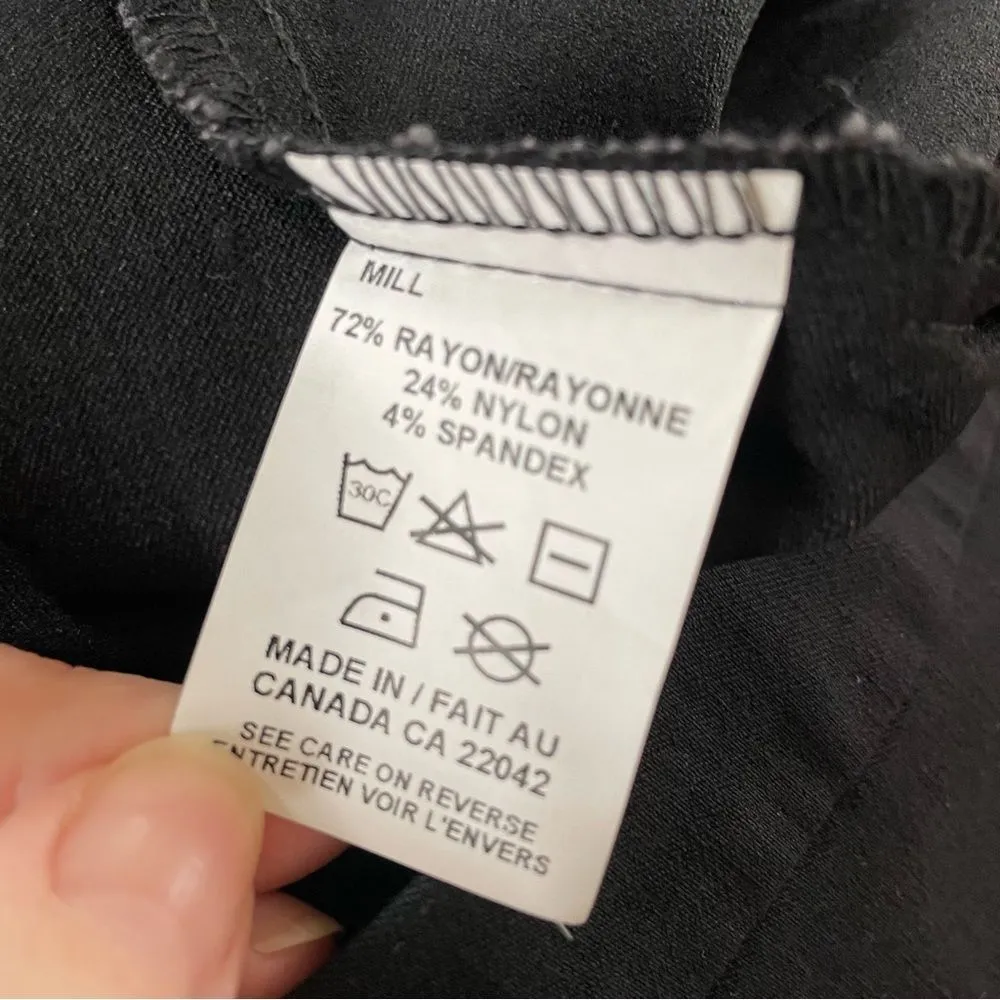 MILL
72% RAYON/RAYONNE
24% NYLON
4% SPANDEX
30C
MADE IN / FAIT AU
CANADA CA 22042
SEE CARE ON REVERSE
ENTRETIEN VOIR L'ENVERS